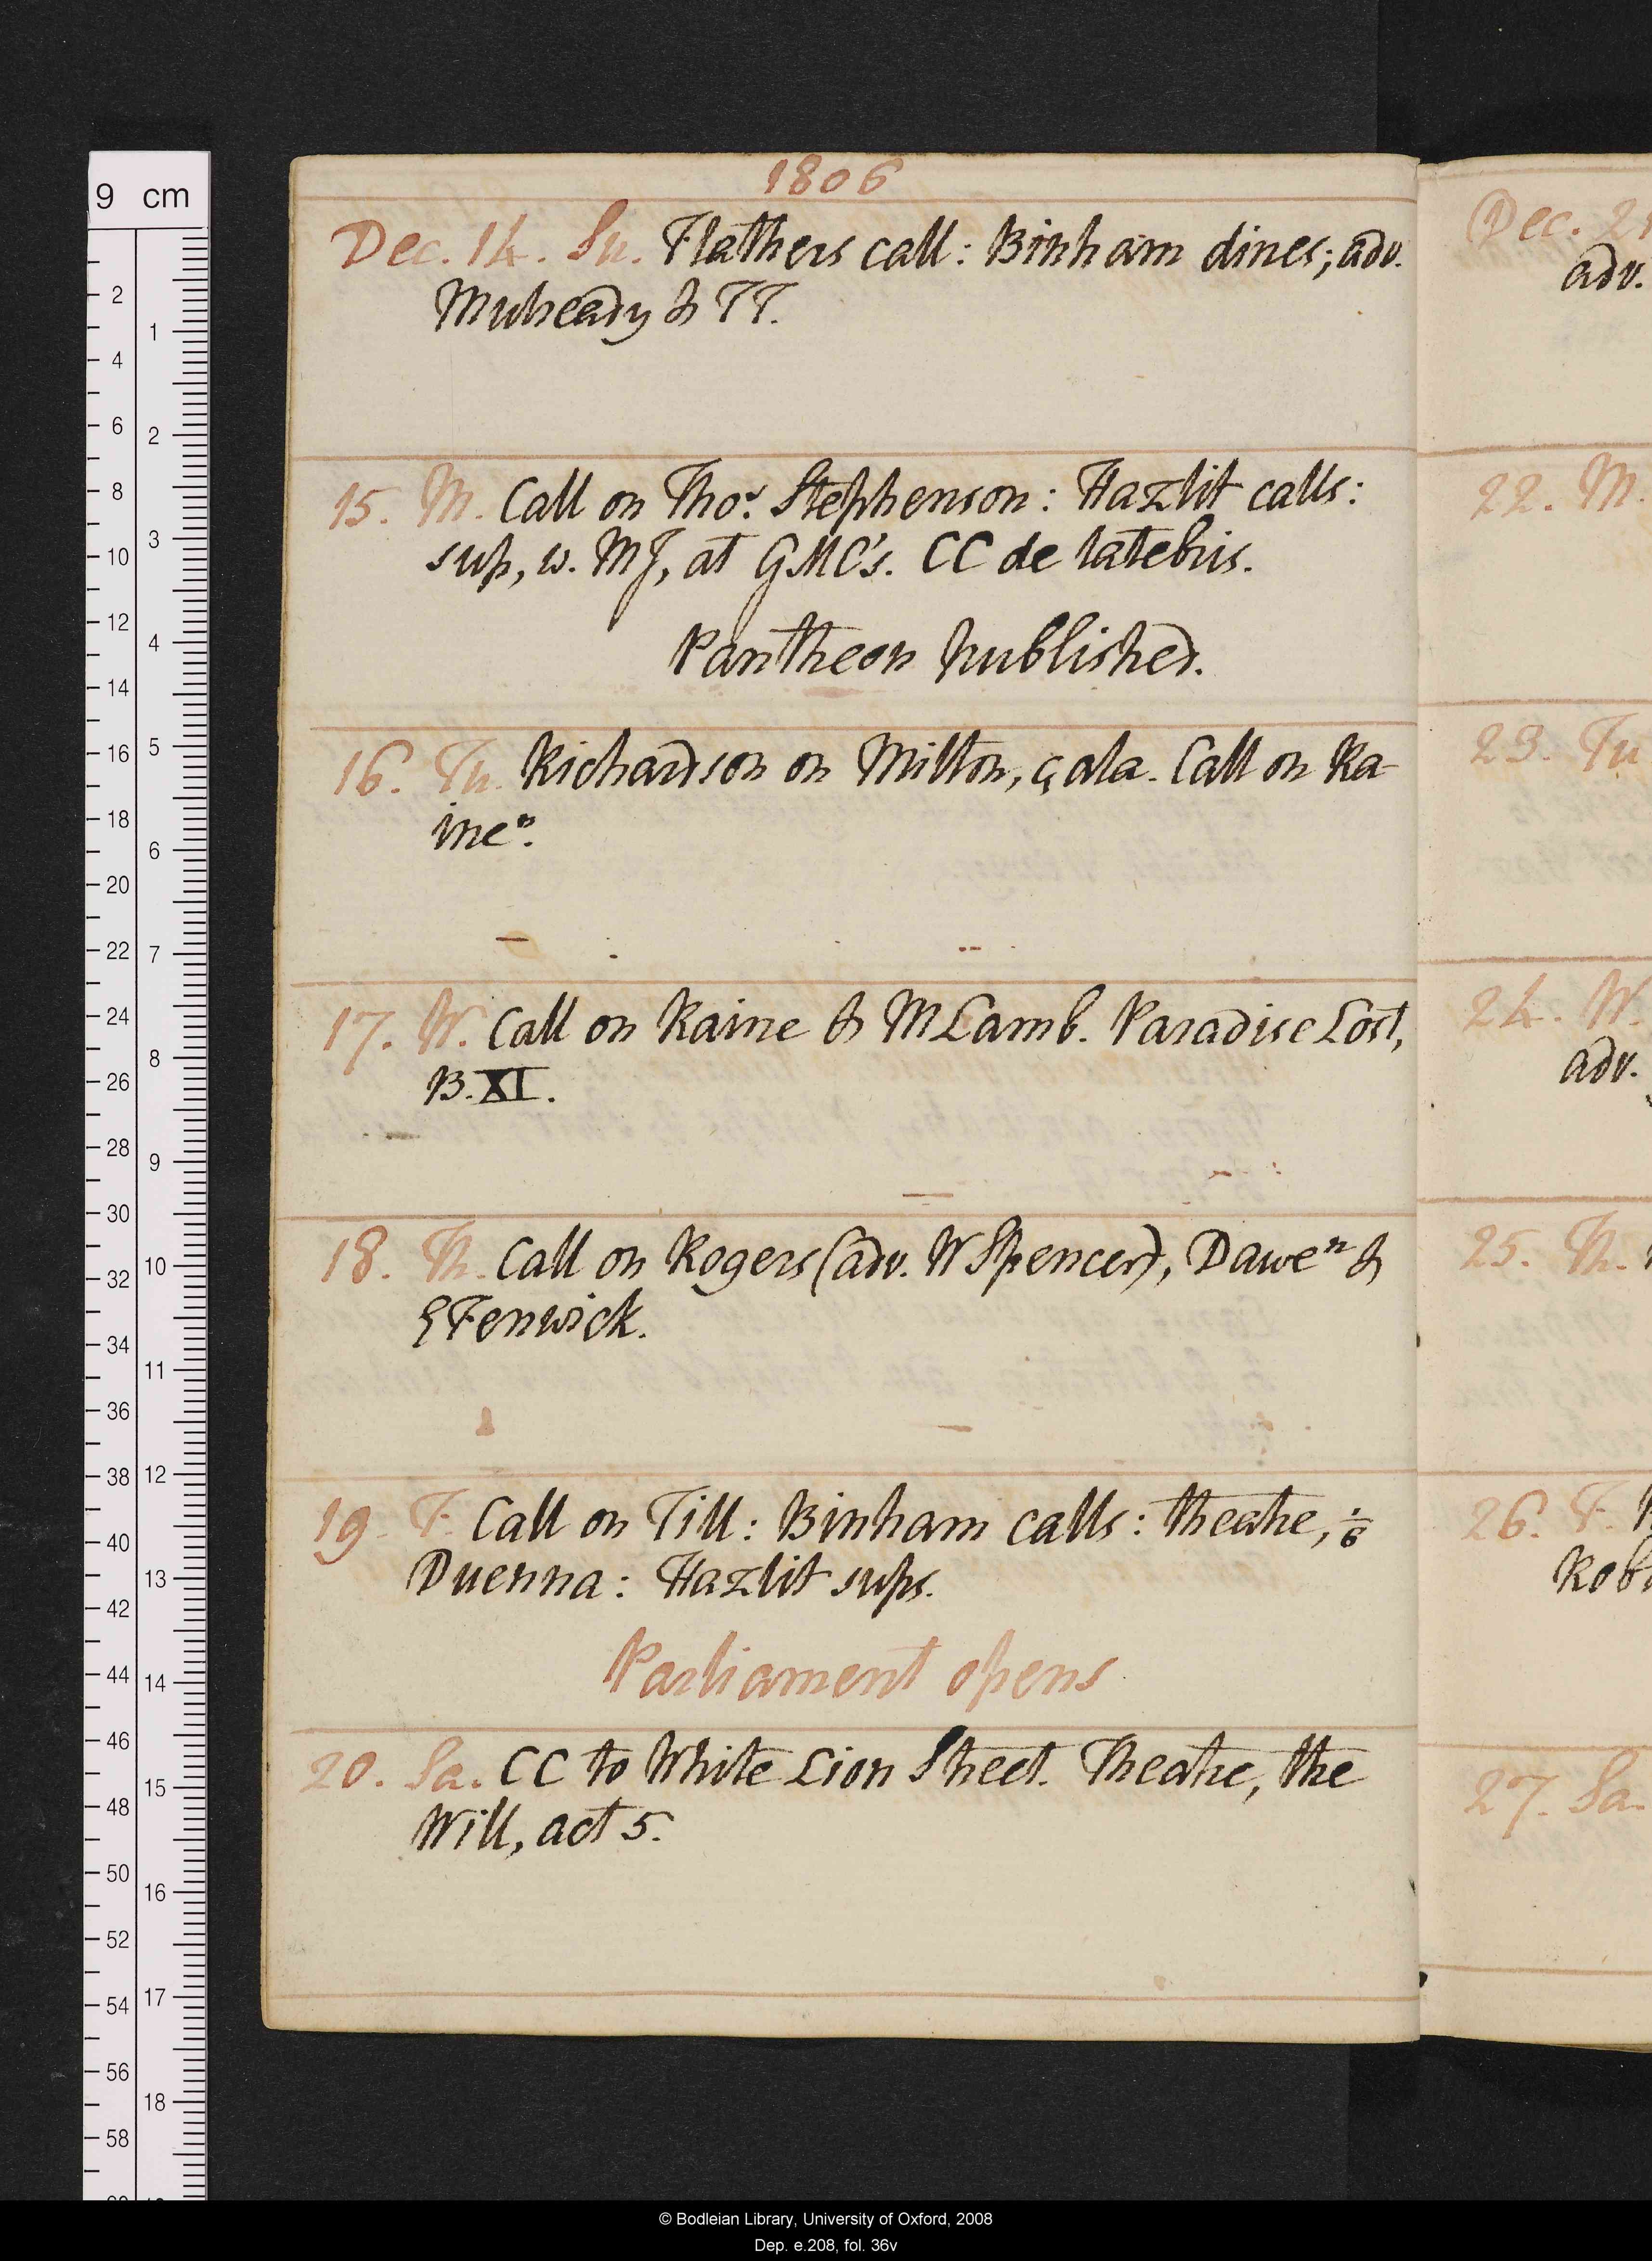 1806
Dec. 14. Su. Flathers call: Binham dines; adv.
Mulready & TT.
15. M. Call on Thos. Stephenson: Hazlit calls:
sup, w. MJ, at GMC's. CC de latebris.
Pantheon published.
16. Tu. Richardson on Milton, çala. Call on Ra-
ine n.
17. W. Call on Raine & M Lamb. Paradise Lost,
B. XI.
18. Th. Call on Rogers (adv. W Spencer), Dawe n & 
E Fenwick.
19. F. Call on Till: Binham calls: theatre, 1/6
Duenna: Hazlit sups.
Parliament opens
20. Sa. CC to White Lion Street. Theatre, the
Will, act 5.
Dec. 21
adv.
22. M.
23. Tu
24. W.
adv.
25. Th.
26. F.
Rob
27. Sa.
9 cm
2
4
6
8
10
12
14
16
18
20
22
24
26
28
30
32
34
36
38
40
42
44
46
48
50
52
54
56
58
1
2
3
4
5
6
7
8
9
10
11
12
13
14
15
16
17
18
© Bodleian Library, University of Oxford, 2008
Dep. e.208, fol. 36v